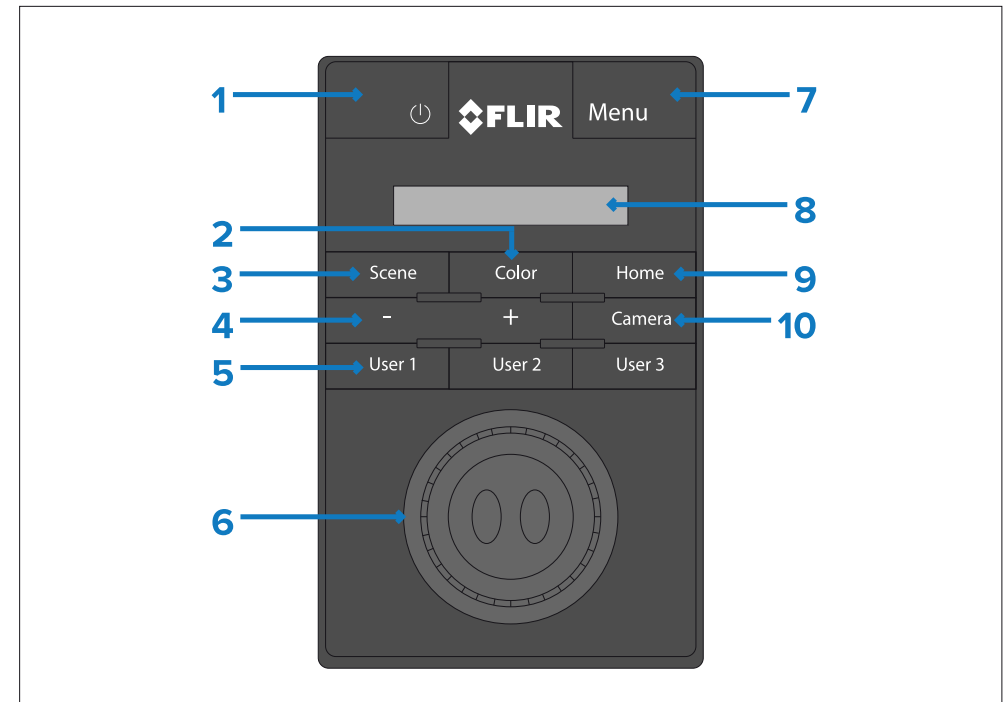 1
FLIR
Menu
7
8
2
3
Scene
Color
Home
9
4
-
+
Camera
10
5
User 1
User 2
User 3
6